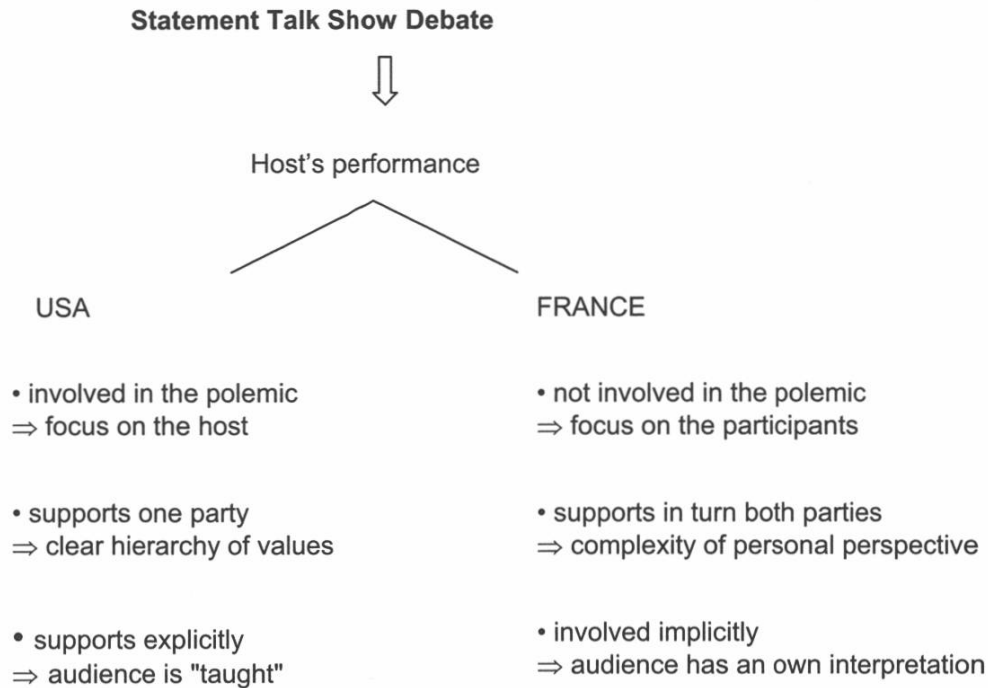 Statement Talk Show Debate
Host's performance
USA
• involved in the polemic
⇒ focus on the host
• supports one party
⇒ clear hierarchy of values
• supports explicitly
⇒ audience is "taught"
FRANCE
• not involved in the polemic
⇒ focus on the participants
• supports in turn both parties
⇒ complexity of personal perspective
• involved implicitly
⇒ audience has an own interpretation